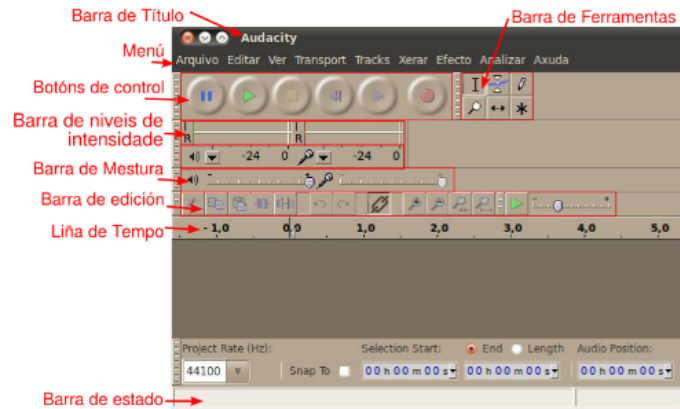 Barra de Título
Barra de Ferramentas
Audacity
Menú
Arquivo Editar Ver Transport Tracks Xerar Efecto Analizar Axuda
Botóns de control
Barra de niveis de intensidade
L
R
L
R
-24 0 -24 0
Barra de Mestura
- + - +
Barra de edición
Liña de Tempo
- 1,0 0,0 1,0 2,0 3,0 4,0 5,0
Project Rate (Hz): Selection Start: End Length Audio Position:
44100 Snap To 00 h 00 m 00 s 00 h 00 m 00 s 00 h 00 m 00 s
Barra de estado